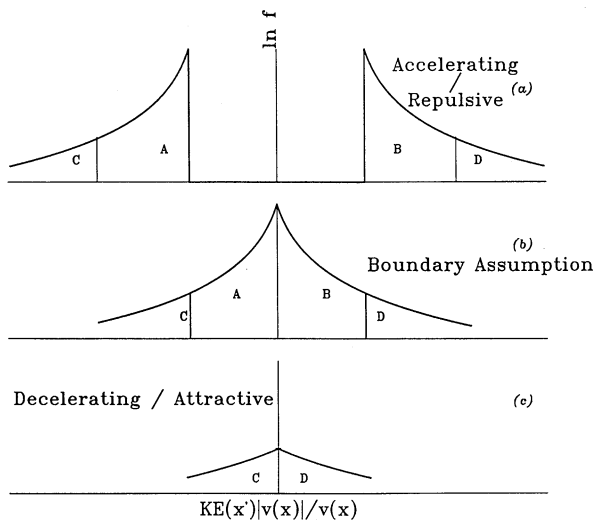 ln f
Accelerating
/
Repulsive (a)
C A B D
(b)
Boundary Assumption
C A B D
Decelerating / Attractive (c)
C D
KE(x')|v(x)|/v(x)